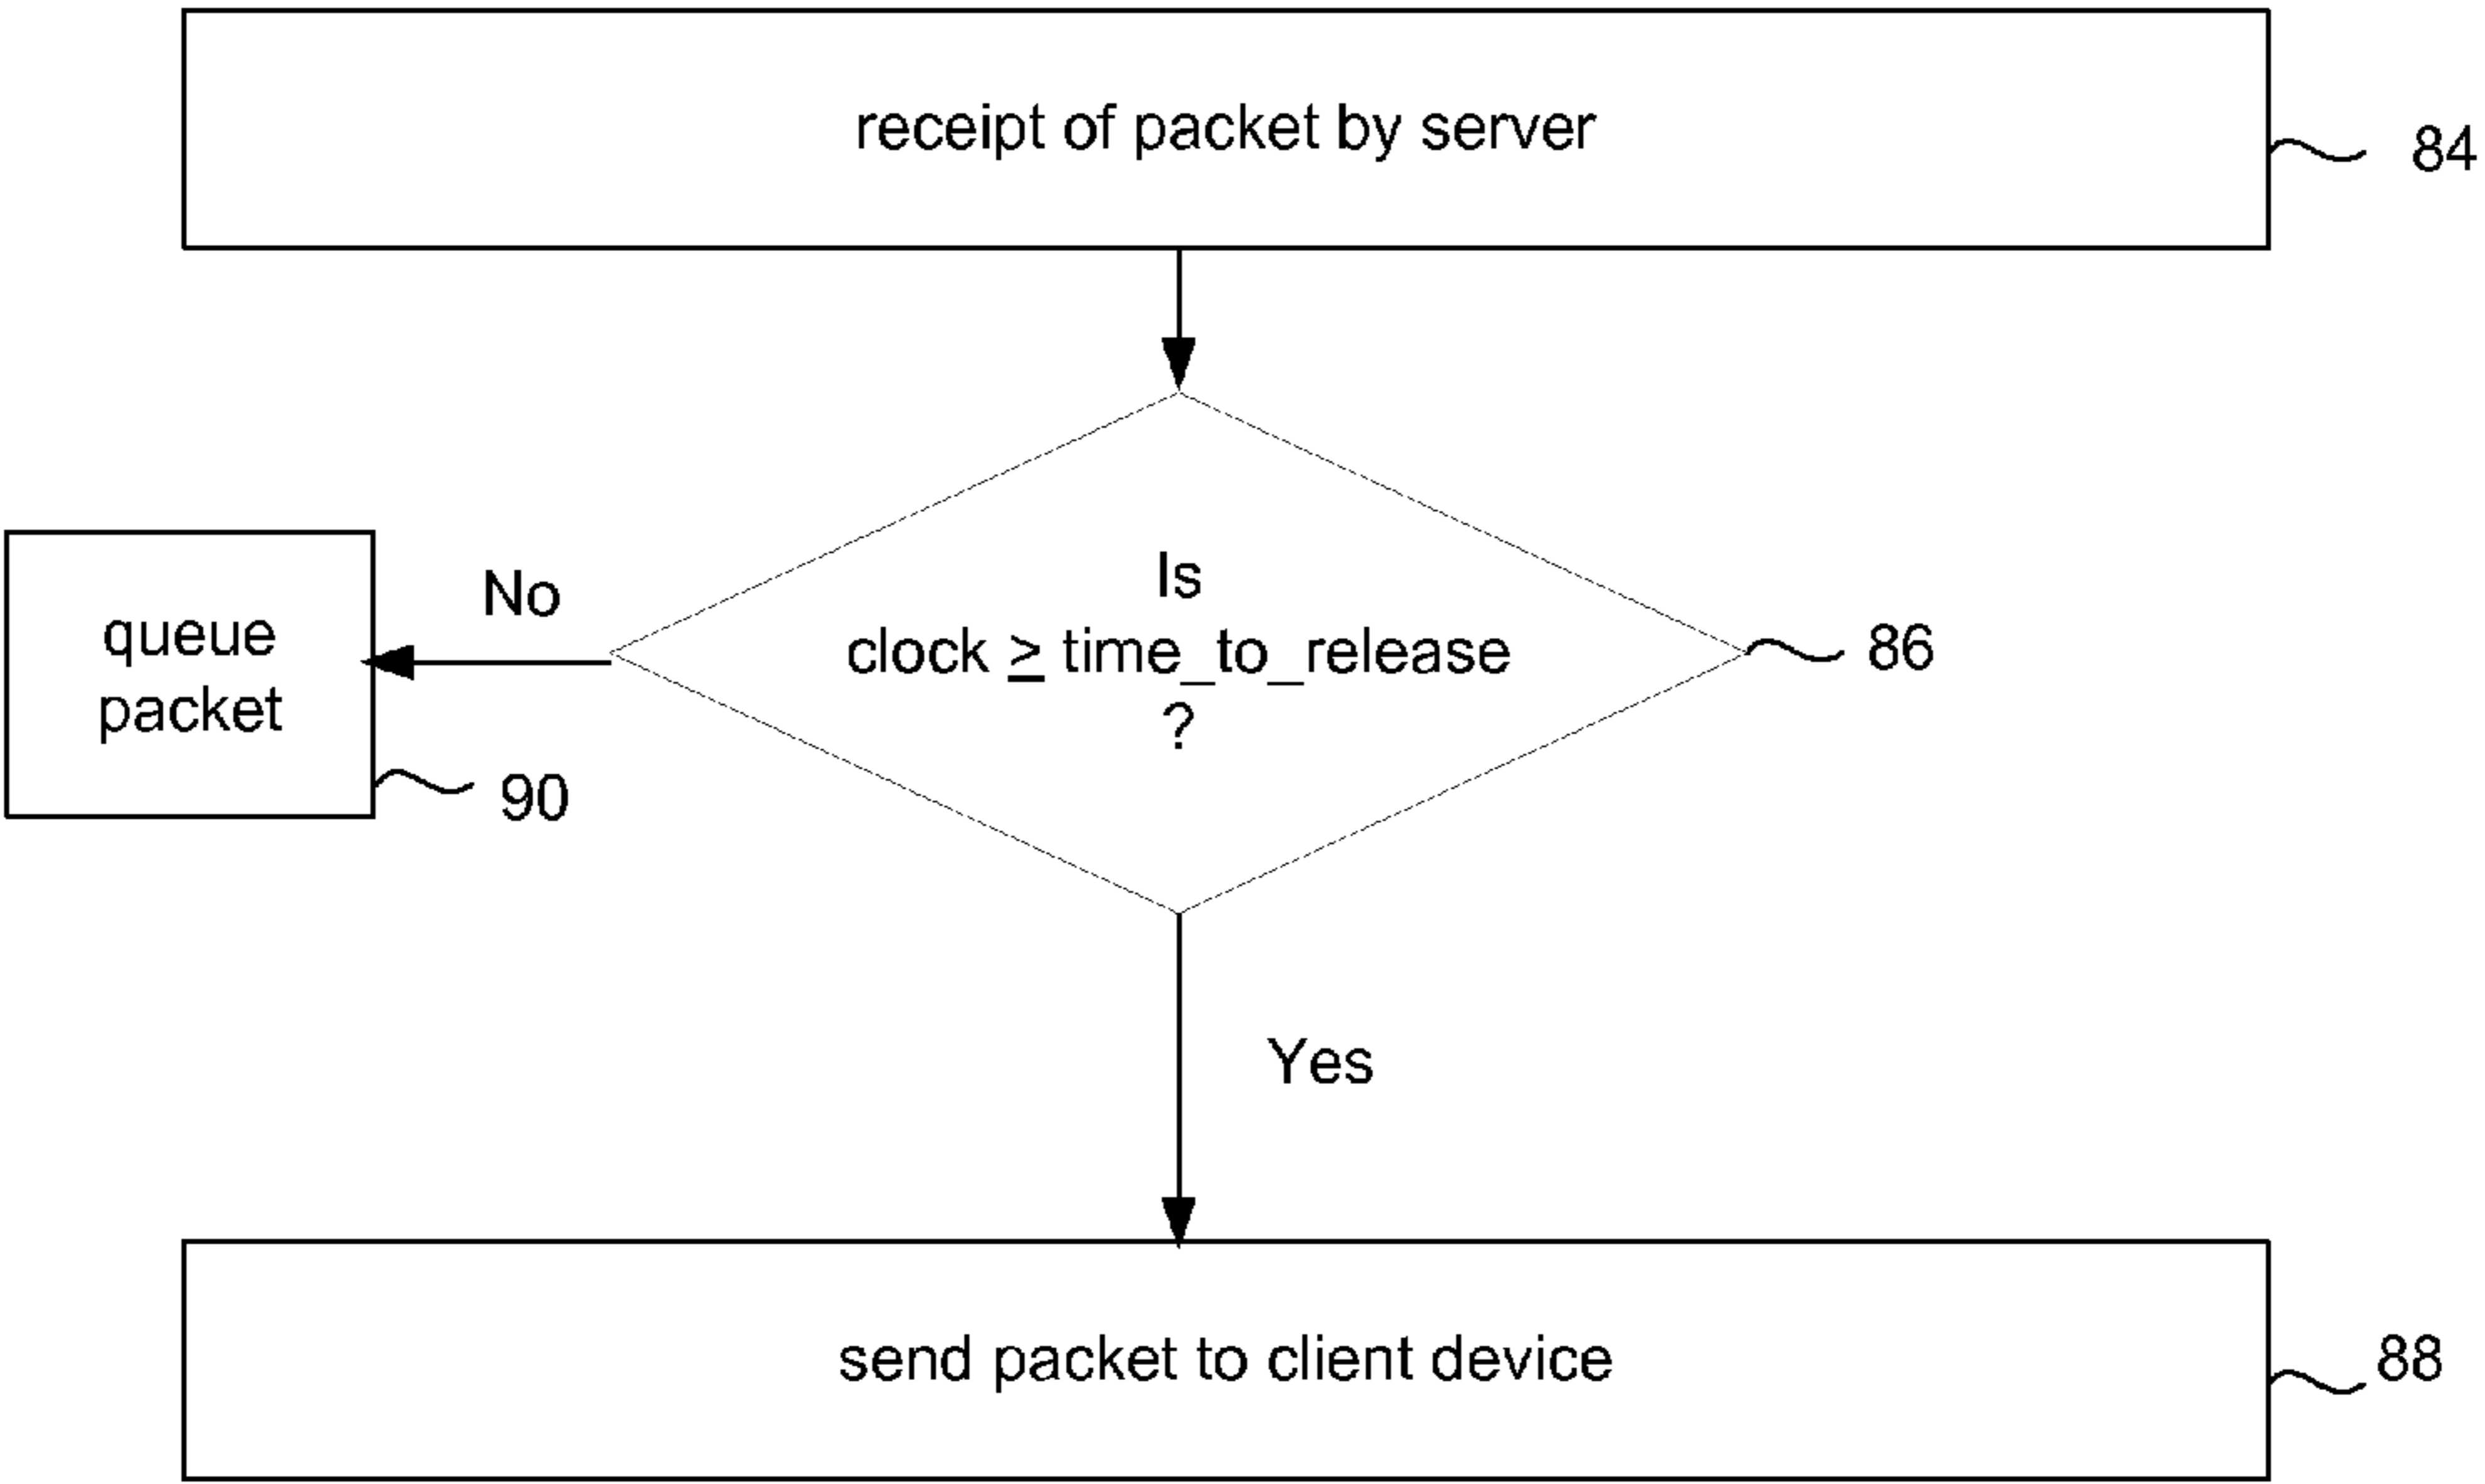 receipt of packet by server
84
Is
clock ≥ time_to_release
?
86
No
queue
packet
90
Yes
send packet to client device
88